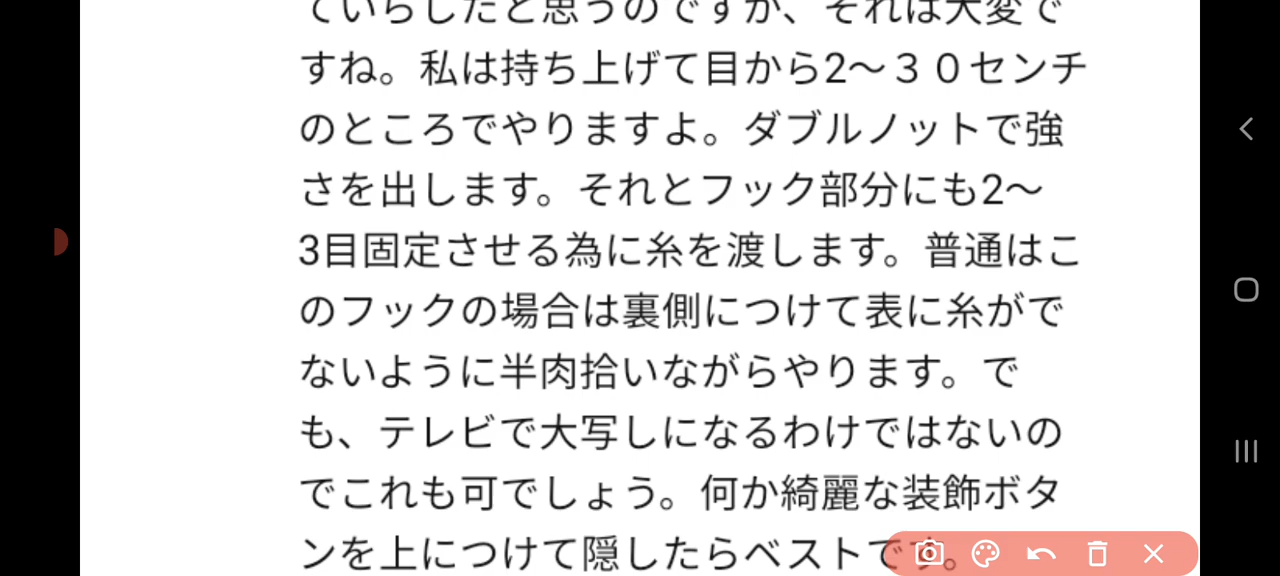 ていらしたと思うのですが、それは大変で
すね。私は持ち上げて目から2〜３０センチ
のところでやりますよ。ダブルノットで強
さを出します。それとフック部分にも2〜
3目固定させる為に糸を渡します。普通はこ
のフックの場合は裏側につけて表に糸がで
ないように半肉拾いながらやります。で
も、テレビで大写しになるわけではないの
でこれも可でしょう。何か綺麗な装飾ボタ
ンを上につけて隠したらベストです。